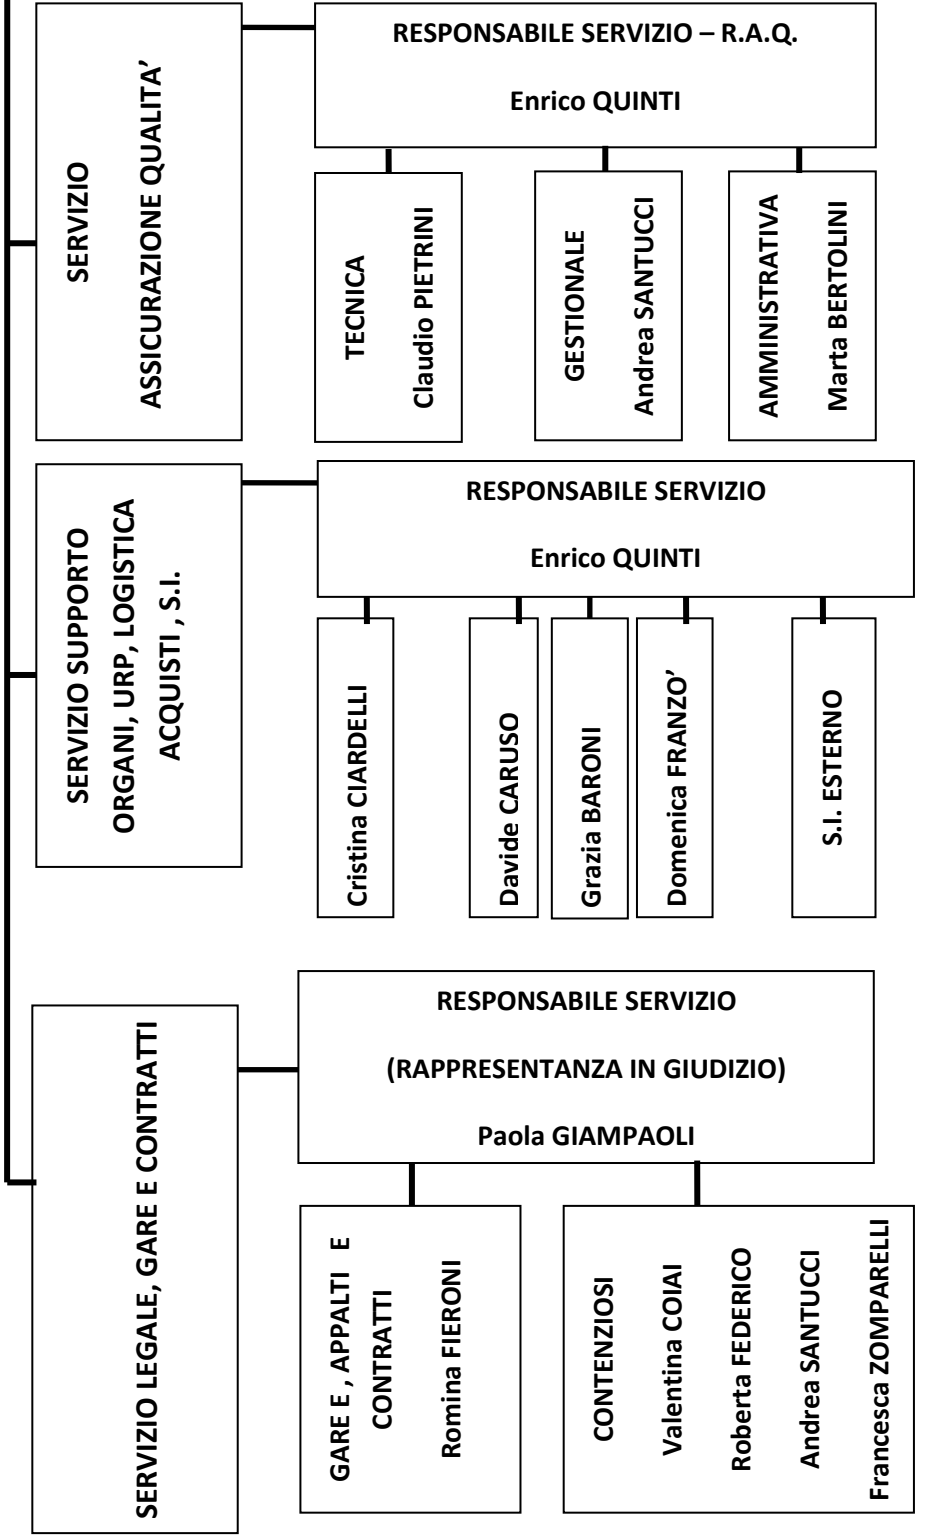 SERVIZIO
ASSICURAZIONE QUALITA’
RESPONSABILE SERVIZIO – R.A.Q.
Enrico QUINTI
TECNICA
Claudio PIETRINI
GESTIONALE
Andrea SANTUCCI
AMMINISTRATIVA
Marta BERTOLINI
SERVIZIO SUPPORTO
ORGANI, URP, LOGISTICA
ACQUISTI , S.I.
RESPONSABILE SERVIZIO
Enrico QUINTI
Cristina CIARDELLI
Davide CARUSO
Grazia BARONI
Domenica FRANZO’
S.I. ESTERNO
SERVIZIO LEGALE, GARE E CONTRATTI
RESPONSABILE SERVIZIO
(RAPPRESENTANZA IN GIUDIZIO)
Paola GIAMPAOLI
GARE E , APPALTI E
CONTRATTI
Romina FIERONI
CONTENZIOSI
Valentina COIAI
Roberta FEDERICO
Andrea SANTUCCI
Francesca ZOMPARELLI